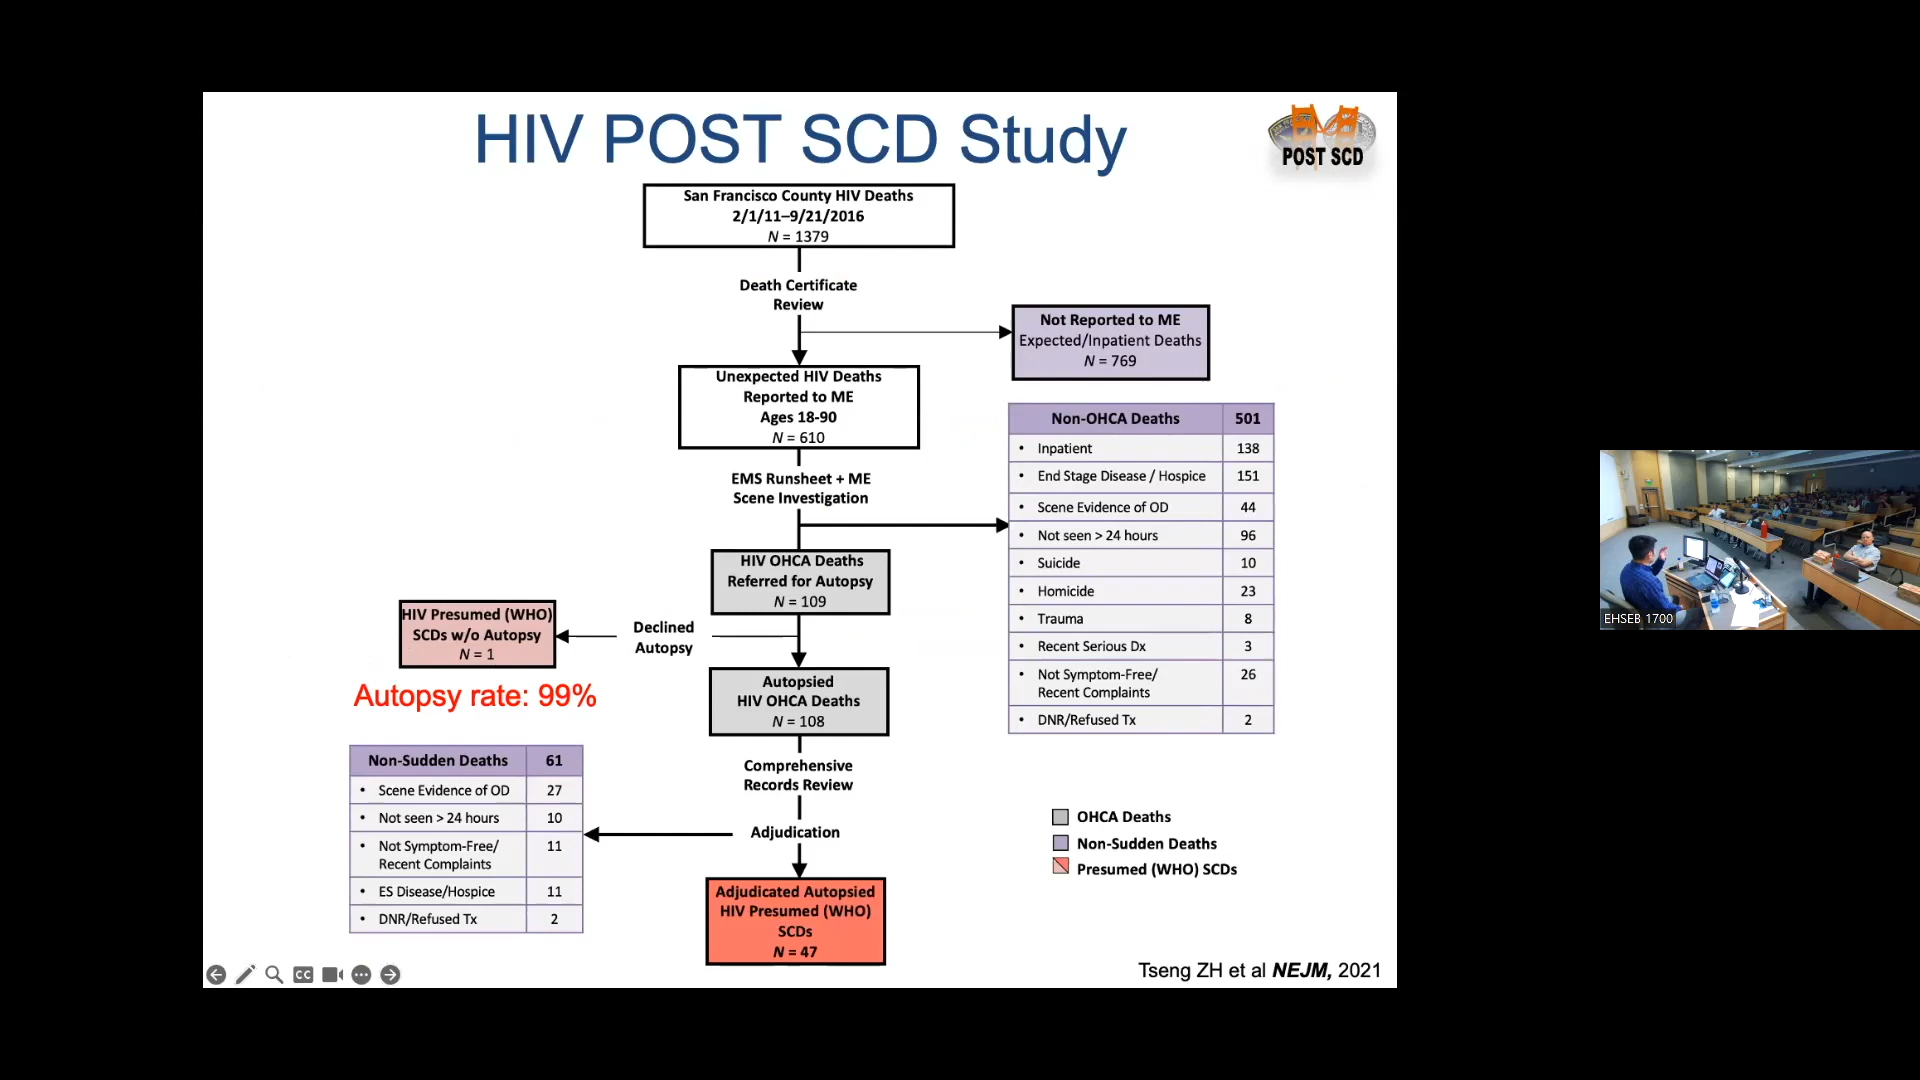 HIV POST SCD Study
POST SCD
San Francisco County HIV Deaths
2/1/11–9/21/2016
N = 1379
Death Certificate
Review
Not Reported to ME
Expected/Inpatient Deaths
N = 769
Unexpected HIV Deaths
Reported to ME
Ages 18-90
N = 610
EMS Runsheet + ME
Scene Investigation
Non-OHCA Deaths 501
• Inpatient 138
• End Stage Disease / Hospice 151
• Scene Evidence of OD 44
• Not seen > 24 hours 96
• Suicide 10
• Homicide 23
• Trauma 8
• Recent Serious Dx 3
• Not Symptom-Free/ 26
Recent Complaints
• DNR/Refused Tx 2
HIV OHCA Deaths
Referred for Autopsy
N = 109
Declined
Autopsy
HIV Presumed (WHO)
SCDs w/o Autopsy
N = 1
Autopsy rate: 99%
Autopsied
HIV OHCA Deaths
N = 108
Comprehensive
Records Review
Adjudication
Non-Sudden Deaths 61
• Scene Evidence of OD 27
• Not seen > 24 hours 10
• Not Symptom-Free/ 11
Recent Complaints
• ES Disease/Hospice 11
• DNR/Refused Tx 2
Adjudicated Autopsied
HIV Presumed (WHO)
SCDs
N = 47
OHCA Deaths
Non-Sudden Deaths
Presumed (WHO) SCDs
Tseng ZH et al NEJM, 2021
CC
EHSEB 1700